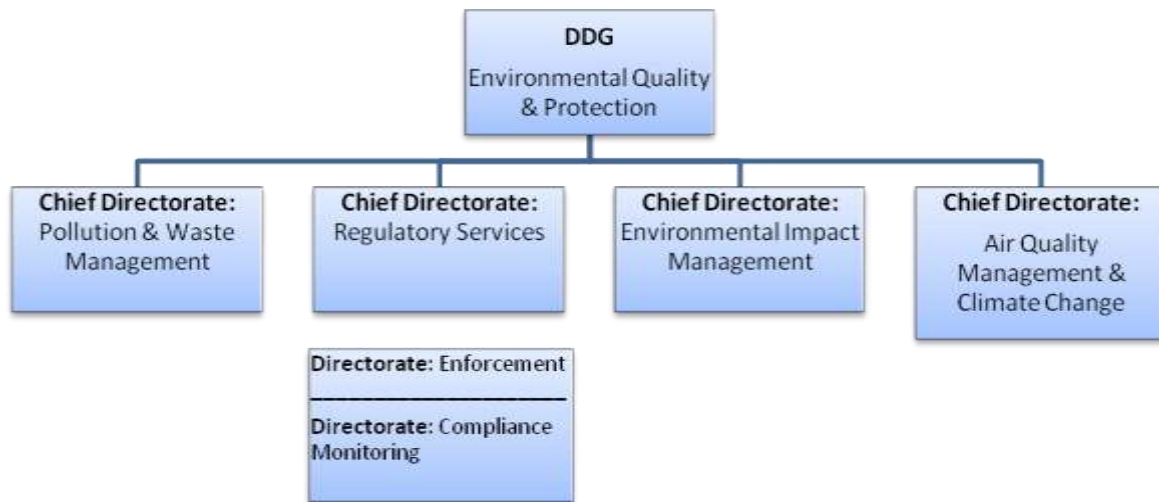 DDG
Environmental Quality
& Protection
Chief Directorate:
Pollution & Waste
Management
Chief Directorate:
Regulatory Services
Chief Directorate:
Environmental Impact
Management
Chief Directorate:
Air Quality
Management &
Climate Change
Directorate: Enforcement
Directorate: Compliance
Monitoring